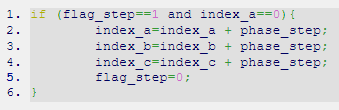 1. if (flag_step==1 and index_a==0){
2. index_a=index_a + phase_step;
3. index_b=index_b + phase_step;
4. index_c=index_c + phase_step;
5. flag_step=0;
6. }